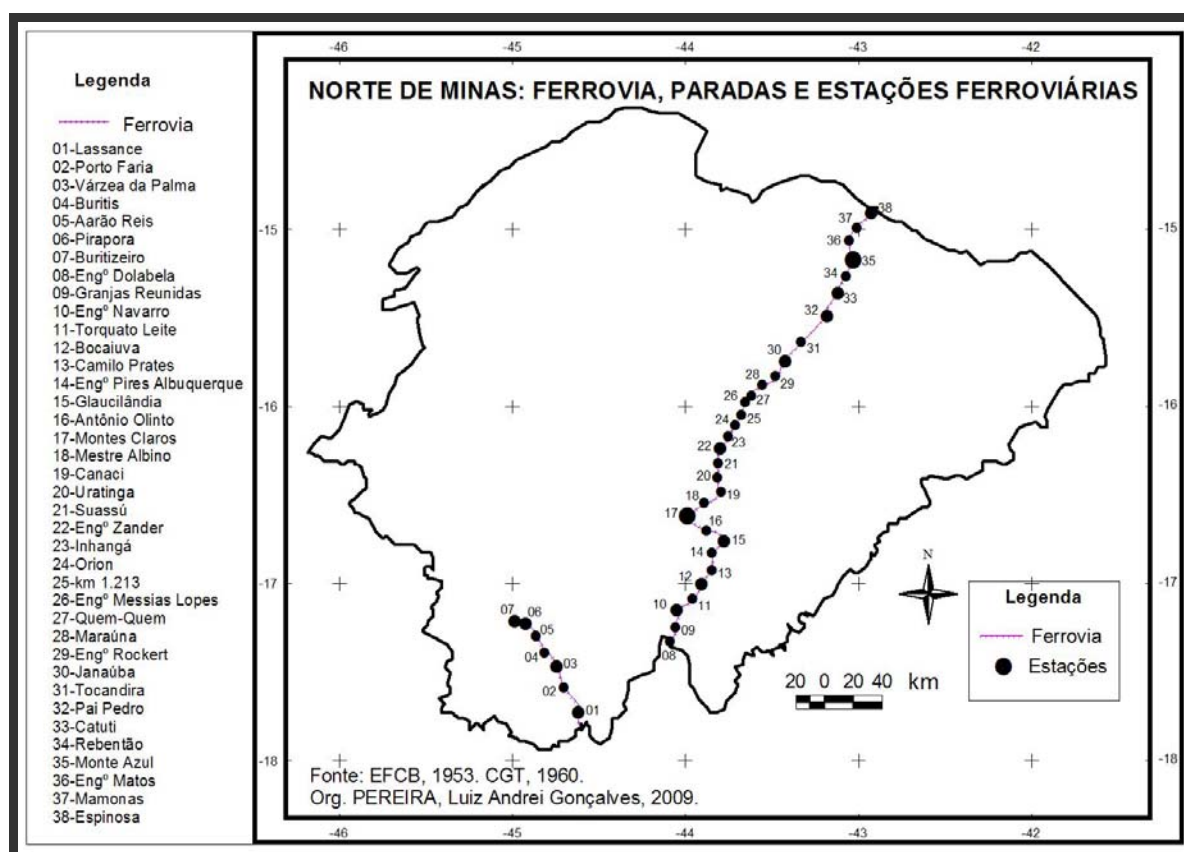 Legenda
Ferrovia
01-Lassance
02-Porto Faria
03-Várzea da Palma
04-Buritis
05-Aarão Reis
06-Pirapora
07-Buritizeiro
08-Engº Dolabela
09-Granjas Reunidas
10-Engº Navarro
11-Torquato Leite
12-Bocaiuva
13-Camilo Prates
14-Engº Pires Albuquerque
15-Glaucilândia
16-Antônio Olinto
17-Montes Claros
18-Mestre Albino
19-Canaci
20-Uratinga
21-Suassú
22-Engº Zander
23-Inhangá
24-Orion
25-km 1.213
26-Engº Messias Lopes
27-Quem-Quem
28-Maraúna
29-Engº Rockert
30-Janaúba
31-Tocandira
32-Pai Pedro
33-Catuti
34-Rebentão
35-Monte Azul
36-Engº Matos
37-Mamonas
38-Espinosa
-46 -45 -44 -43 -42
NORTE DE MINAS: FERROVIA, PARADAS E ESTAÇÕES FERROVIÁRIAS
38
37
-15 -15
36
35
34
33
32
31
30
29
28
27
26
-16 -16
25
24
23
22
21
20
19
18
17
16
15
14
13
12
-17 -17
11
10
09
08
07
06
05
04
03
02
01
N
Legenda
Ferrovia
Estações
20 0 20 40 km
-18 -18
Fonte: EFCB, 1953. CGT, 1960.
Org. PEREIRA, Luiz Andrei Gonçalves, 2009.
-46 -45 -44 -43 -42